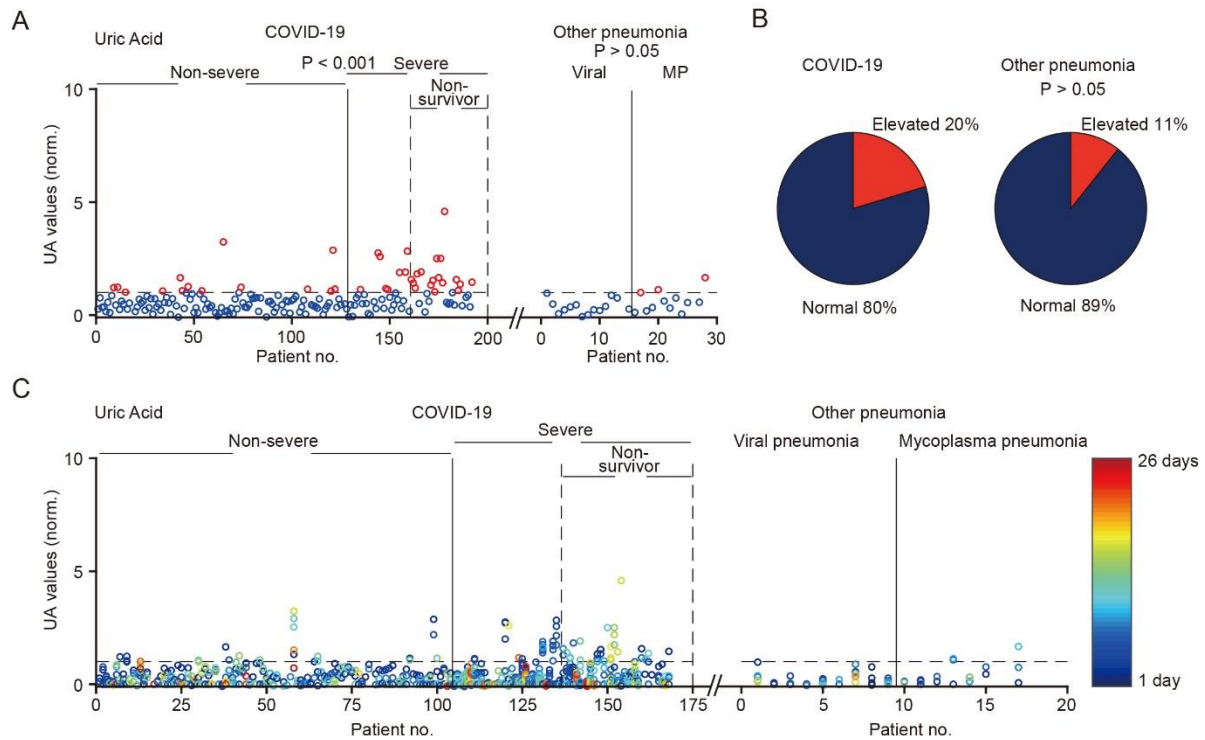 A
Uric Acid
COVID-19
Other pneumonia
P > 0.05
P < 0.001
Severe
Viral
MP
Non-severe
Non-
survivor
10
5
0
UA values (norm.)
0
50
100
150
200
0
10
20
30
Patient no.
Patient no.
B
COVID-19
Other pneumonia
P > 0.05
Elevated 20%
Elevated 11%
Normal 80%
Normal 89%
C
Uric Acid
COVID-19
Other pneumonia
Non-severe
Severe
Viral pneumonia
Mycoplasma pneumonia
Non-
survivor
10
5
0
UA values (norm.)
0
25
50
75
100
125
150
175
0
5
10
15
20
Patient no.
Patient no.
26 days
1 day